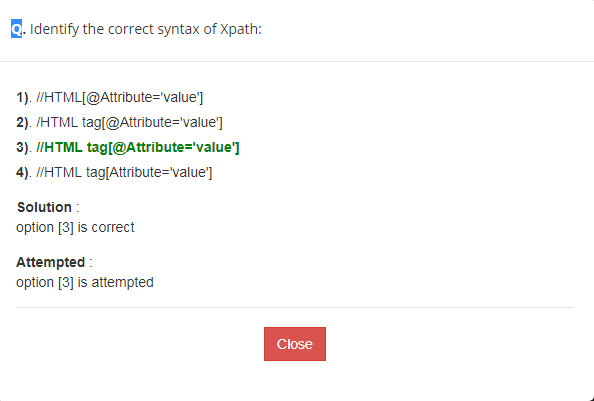 Q. Identify the correct syntax of Xpath:
1). //HTML[@Attribute='value']
2). /HTML tag[@Attribute='value']
3). //HTML tag[@Attribute='value']
4). //HTML tag[Attribute='value']
Solution :
option [3] is correct
Attempted :
option [3] is attempted
Close